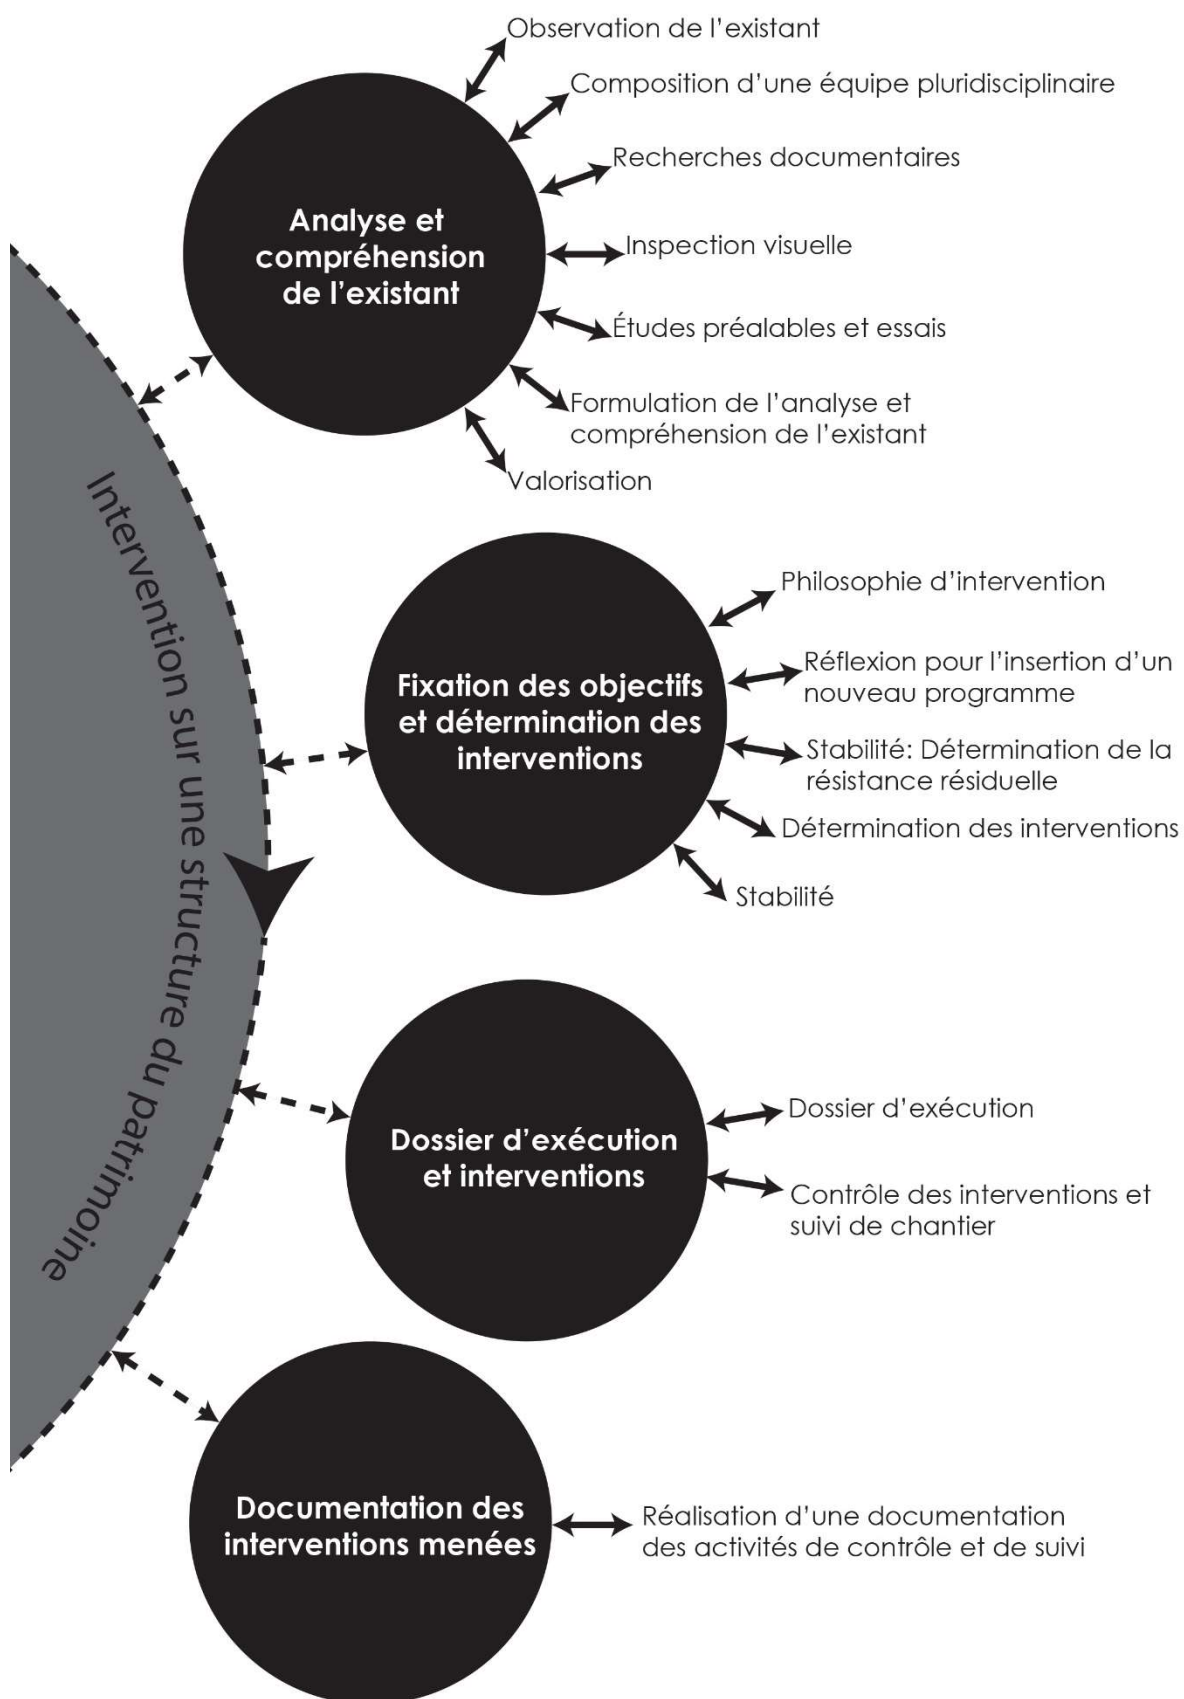 Intervention sur une structure du patrimoine
Analyse et
compréhension
de l'existant
Observation de l'existant
Composition d'une équipe pluridisciplinaire
Recherches documentaires
Inspection visuelle
Études préalables et essais
Formulation de l'analyse et
compréhension de l'existant
Valorisation
Fixation des objectifs
et détermination des
interventions
Philosophie d'intervention
Réflexion pour l'insertion d'un
nouveau programme
Stabilité: Détermination de la
résistance résiduelle
Détermination des interventions
Stabilité
Dossier d'exécution
et interventions
Dossier d'exécution
Contrôle des interventions et
suivi de chantier
Documentation des
interventions menées
Réalisation d'une documentation
des activités de contrôle et de suivi